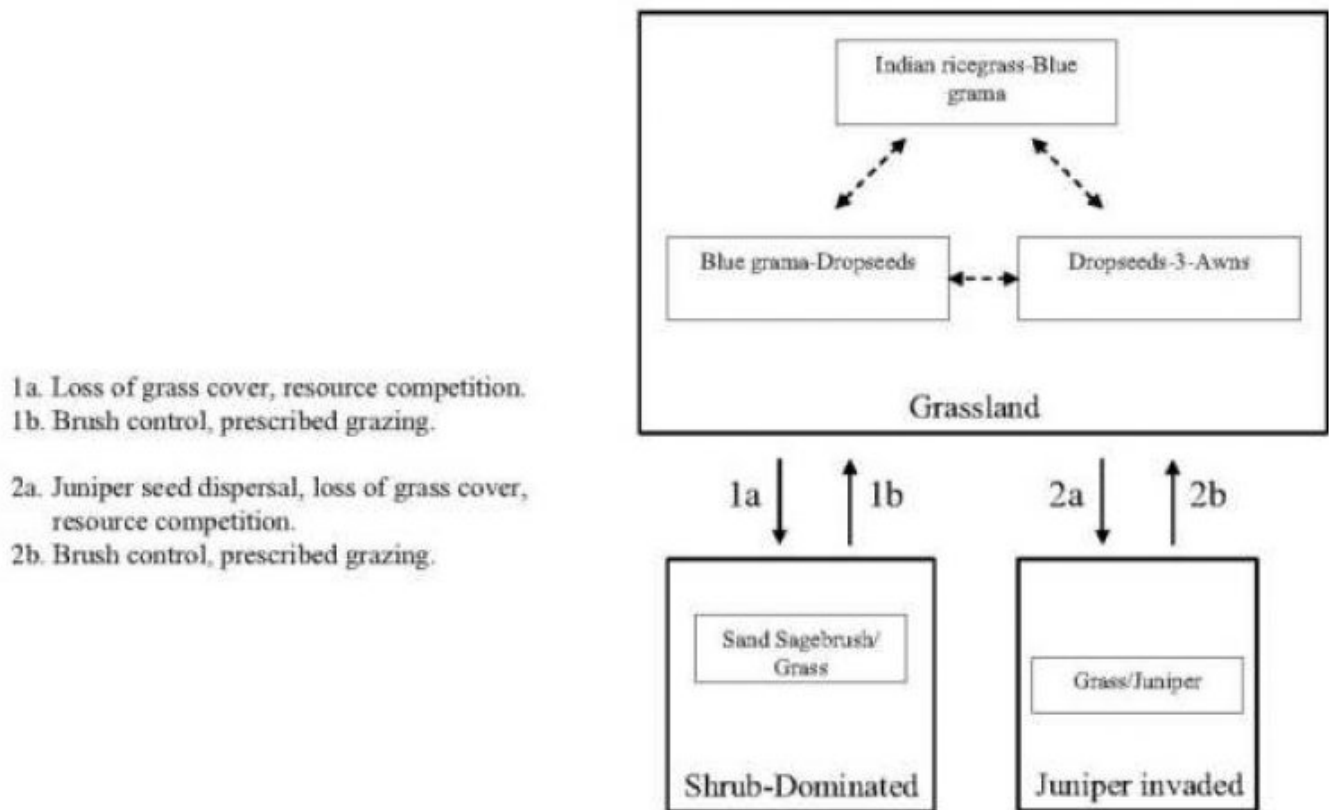 Indian ricegrass-Blue
grama
Blue grama-Dropseeds
Dropseeds-3-Awns
Grassland
1a. Loss of grass cover, resource competition.
1b. Brush control, prescribed grazing.
2a. Juniper seed dispersal, loss of grass cover,
resource competition.
2b. Brush control, prescribed grazing.
1a
1b
2a
2b
Sand Sagebrush/
Grass
Grass/Juniper
Shrub-Dominated
Juniper invaded